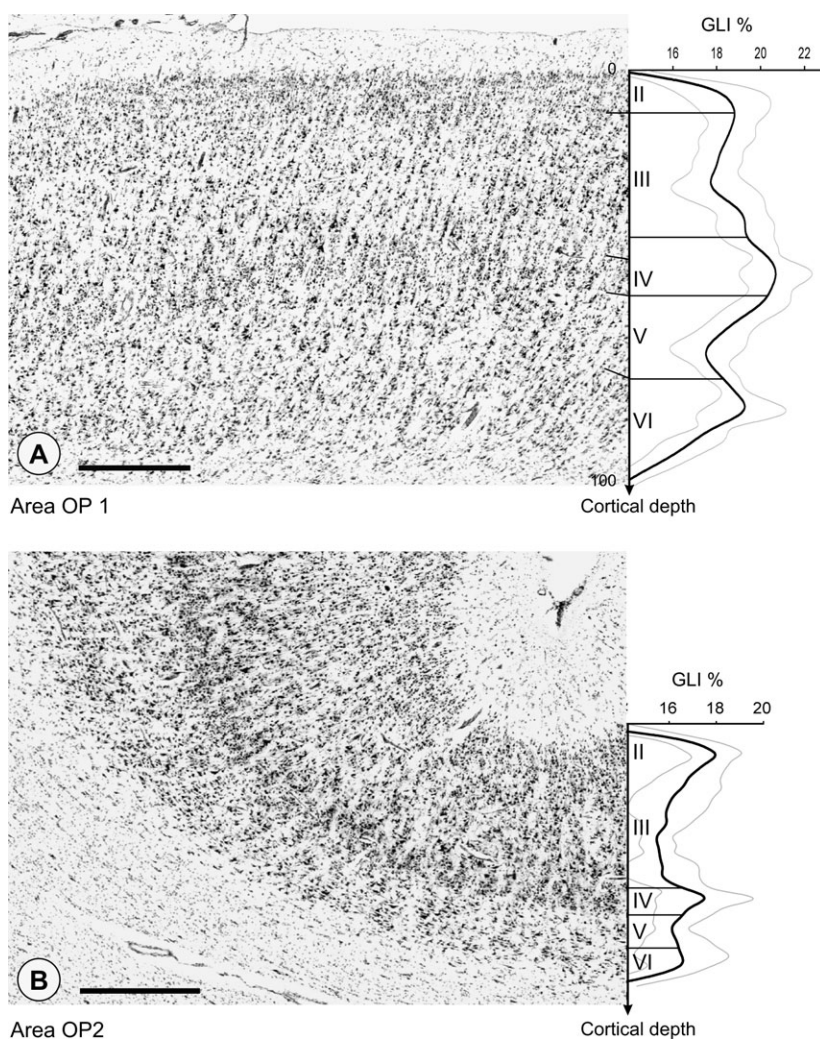 GLI %
16 18 20 22
0
II
III
IV
V
VI
A
100
Area OP 1
Cortical depth
GLI %
16 18 20
II
III
IV
V
VI
B
Area OP2
Cortical depth